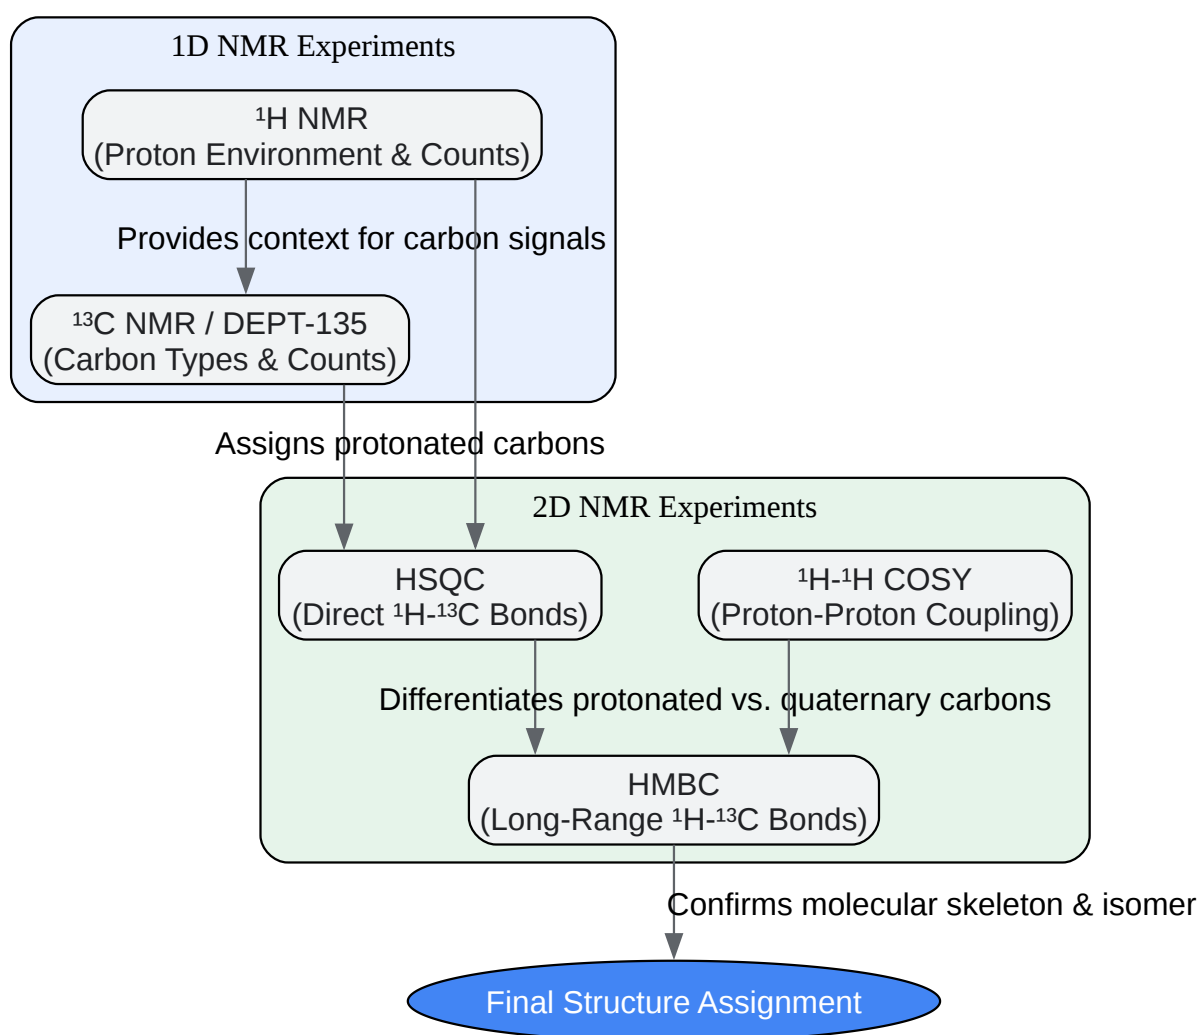 1D NMR Experiments
¹H NMR
(Proton Environment & Counts)
Provides context for carbon signals
¹³C NMR / DEPT-135
(Carbon Types & Counts)
Assigns protonated carbons
2D NMR Experiments
HSQC
(Direct ¹H-¹³C Bonds)
¹H-¹H COSY
(Proton-Proton Coupling)
Differentiates protonated vs. quaternary carbons
HMBC
(Long-Range ¹H-¹³C Bonds)
Confirms molecular skeleton & isomer
Final Structure Assignment